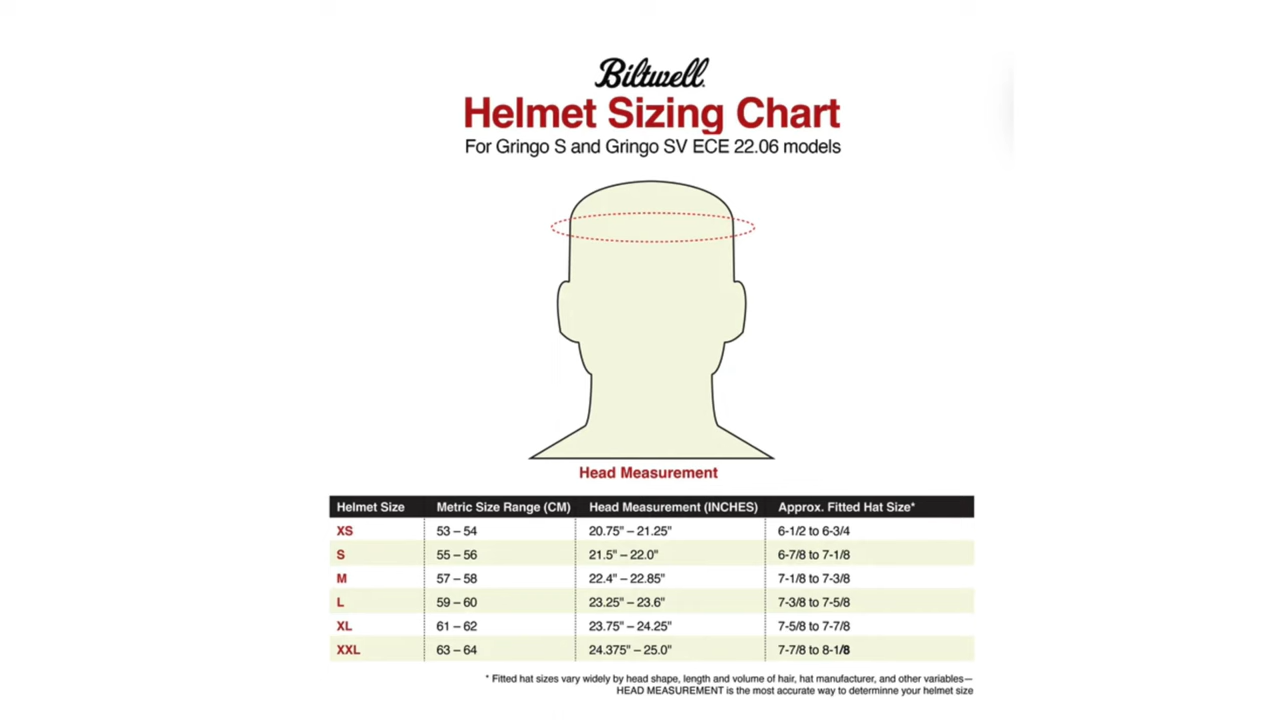 Biltwell
Helmet Sizing Chart
For Gringo S and Gringo SV ECE 22.06 models
Head Measurement
Helmet Size Metric Size Range (CM) Head Measurement (INCHES) Approx. Fitted Hat Size*
XS 53 – 54 20.75" – 21.25" 6-1/2 to 6-3/4
S 55 – 56 21.5" – 22.0" 6-7/8 to 7-1/8
M 57 – 58 22.4" – 22.85" 7-1/8 to 7-3/8
L 59 – 60 23.25" – 23.6" 7-3/8 to 7-5/8
XL 61 – 62 23.75" – 24.25" 7-5/8 to 7-7/8
XXL 63 – 64 24.375" – 25.0" 7-7/8 to 8-1/8
* Fitted hat sizes vary widely by head shape, length and volume of hair, hat manufacturer, and other variables—
HEAD MEASUREMENT is the most accurate way to determinne your helmet size